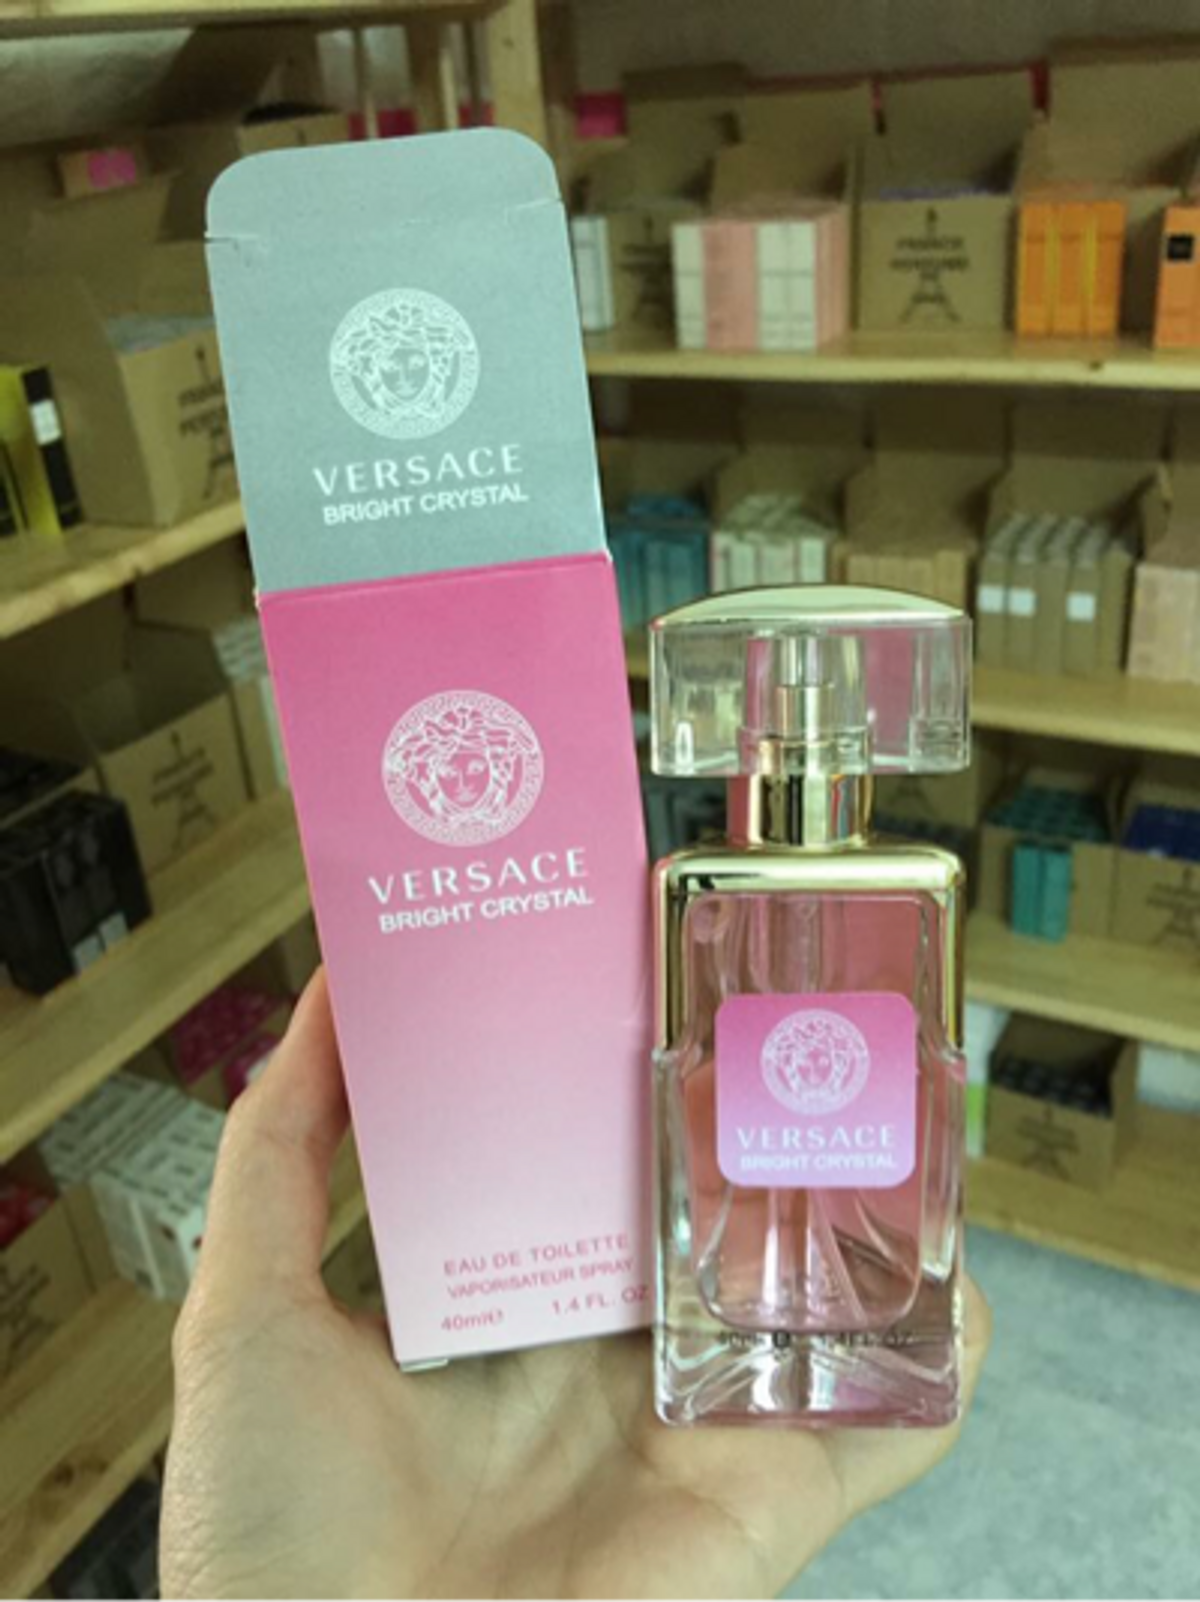 VERSACE
BRIGHT CRYSTAL
VERSACE
BRIGHT CRYSTAL
EAU DE TOILETTE
VAPORISATEUR SPRAY
40ml℮ 1.4 FL. OZ
VERSACE
BRIGHT CRYSTAL
FRANCE